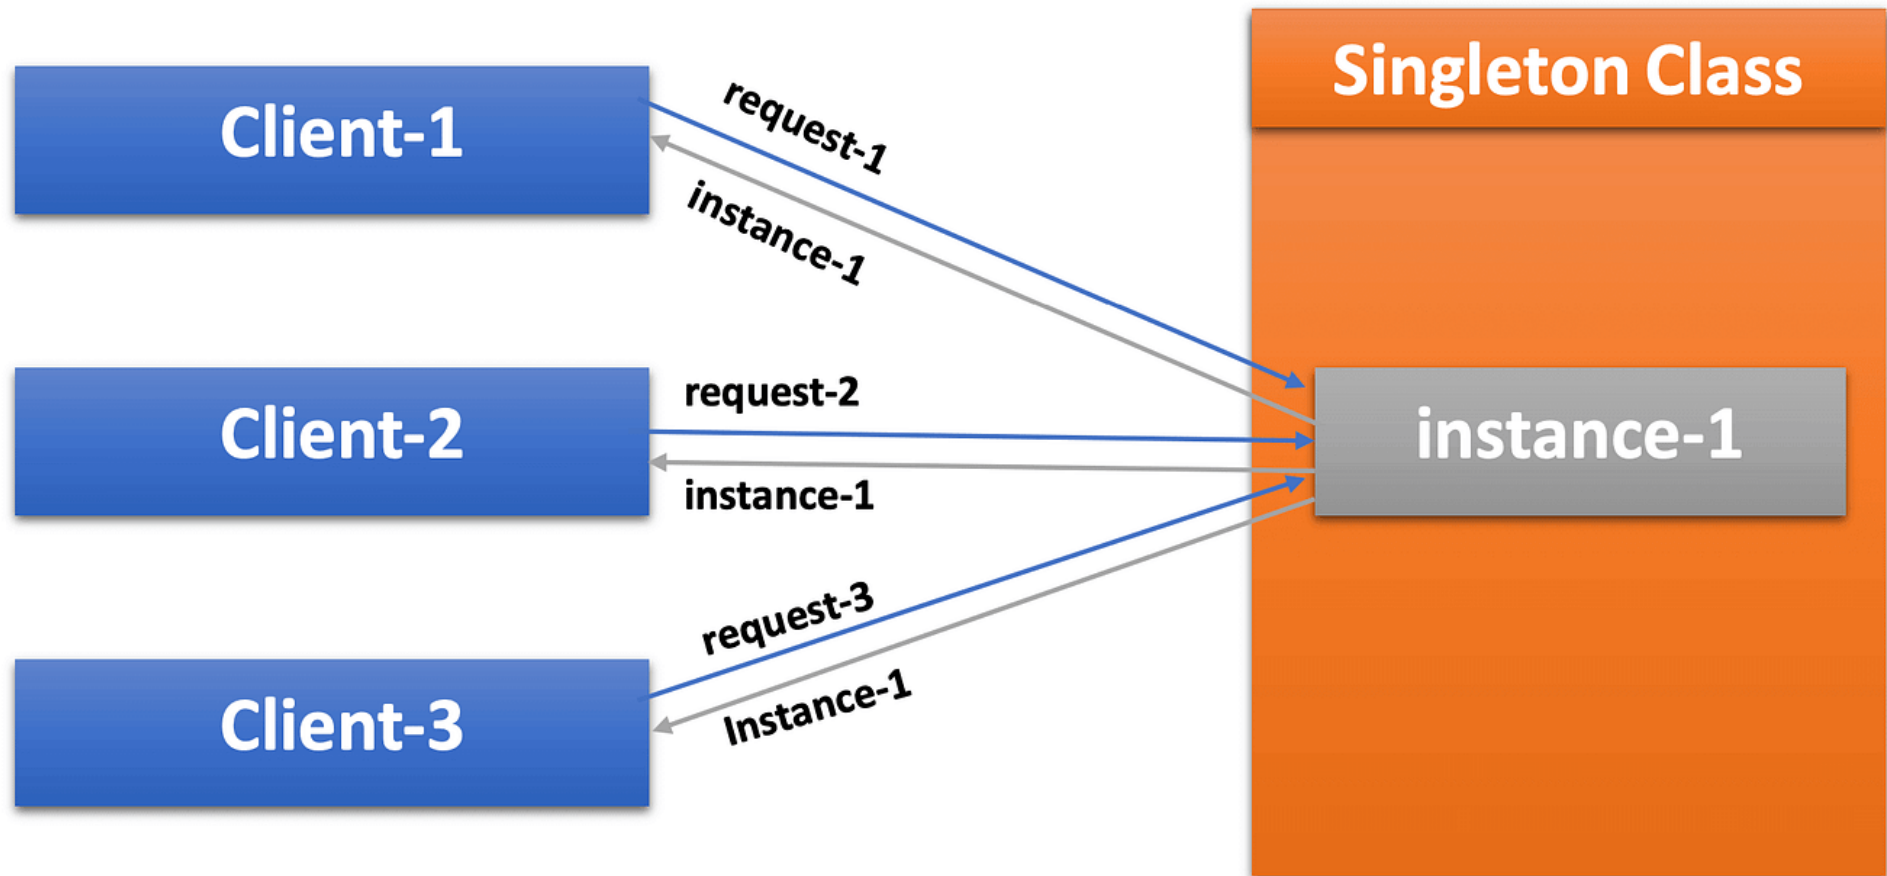 Singleton Class
Client-1
request-1
instance-1
Client-2
request-2
instance-1
instance-1
Client-3
request-3
Instance-1